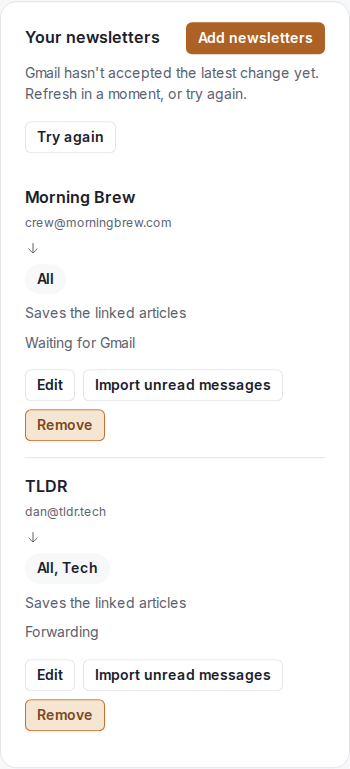 Your newsletters
Add newsletters
Gmail hasn't accepted the latest change yet.
Refresh in a moment, or try again.
Try again
Morning Brew
crew@morningbrew.com
↓
All
Saves the linked articles
Waiting for Gmail
Edit
Import unread messages
Remove
TLDR
dan@tldr.tech
↓
All, Tech
Saves the linked articles
Forwarding
Edit
Import unread messages
Remove